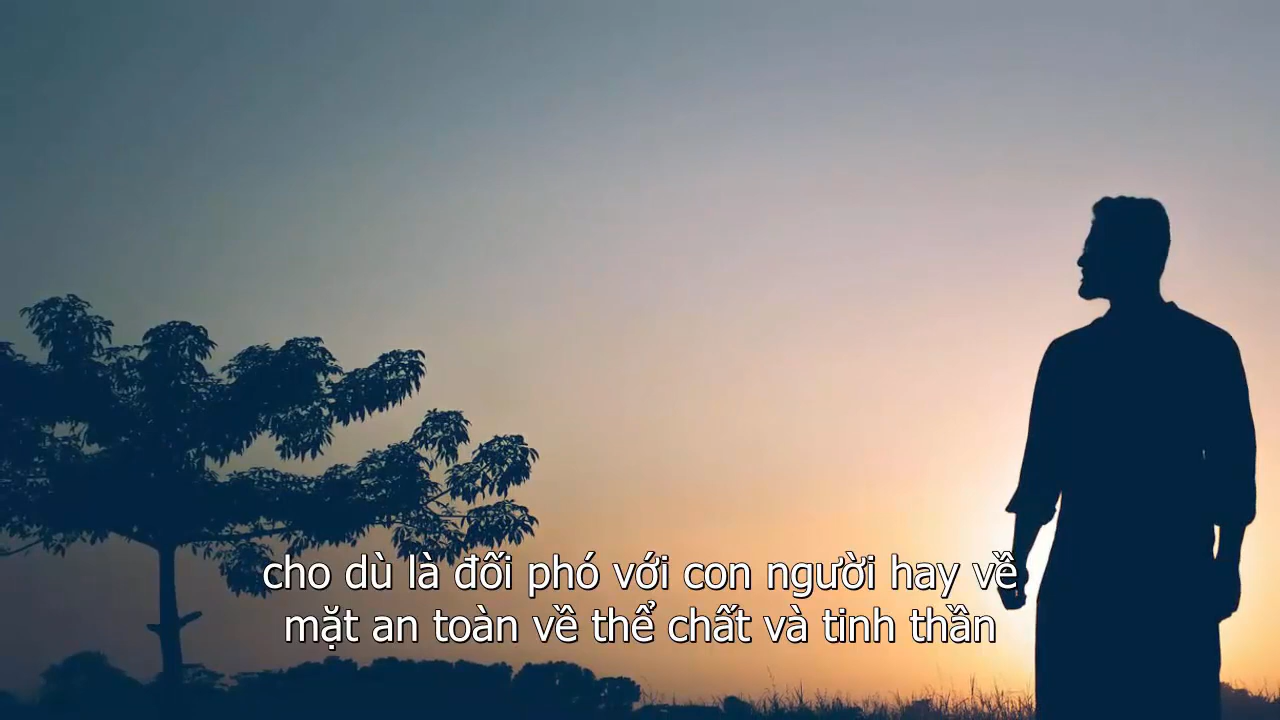 cho dù là đối phó với con người hay về
mặt an toàn về thể chất và tinh thần